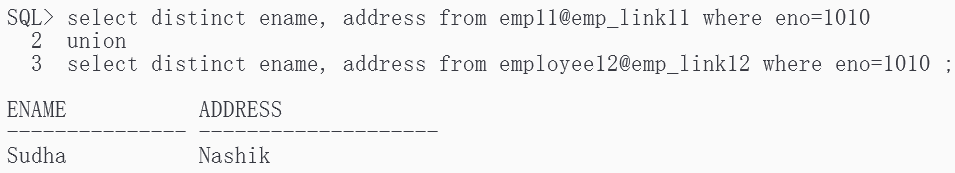 SQL> select distinct ename, address from emp11@emp_link11 where eno=1010
2 union
3 select distinct ename, address from employee12@emp_link12 where eno=1010 ;
ENAME ADDRESS
--------------- --------------------
Sudha Nashik